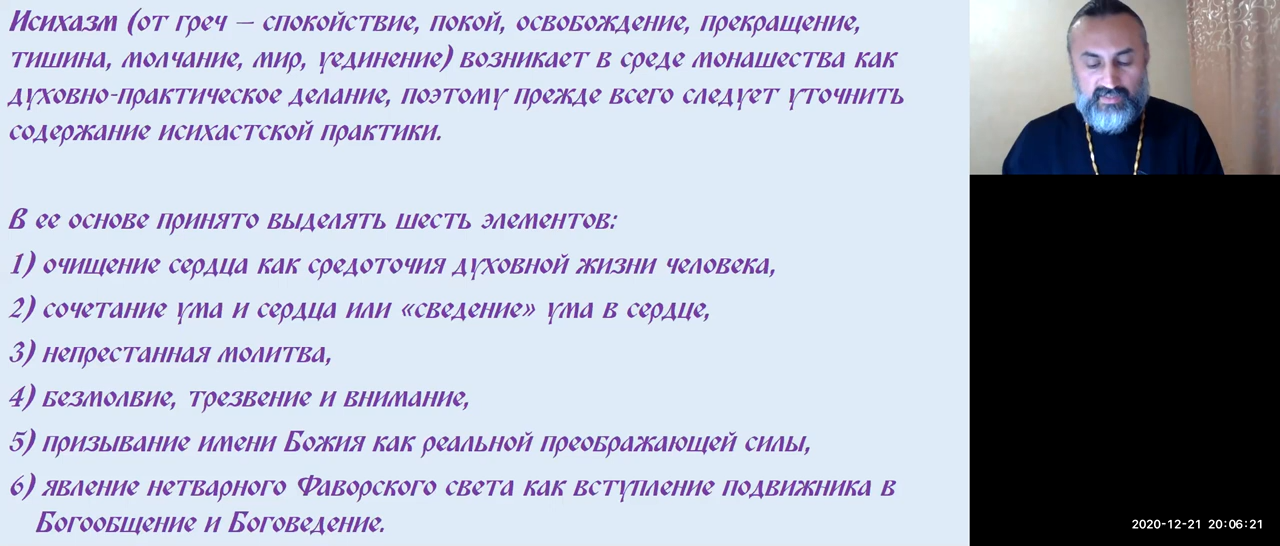 Исихазм (от греч – спокойствие, покой, освобождение, прекращение,
тишина, молчание, мир, уединение) возникает в среде монашества как
духовно-практическое делание, поэтому прежде всего следует уточнить
содержание исихастской практики.
В ее основе принято выделять шесть элементов:
1) очищение сердца как средоточия духовной жизни человека,
2) сочетание ума и сердца или «сведение» ума в сердце,
3) непрестанная молитва,
4) безмолвие, трезвение и внимание,
5) призывание имени Божия как реальной преображающей силы,
6) явление нетварного Фаворского света как вступление подвижника в
Богообщение и Боговедение.
2020-12-21 20:06:21